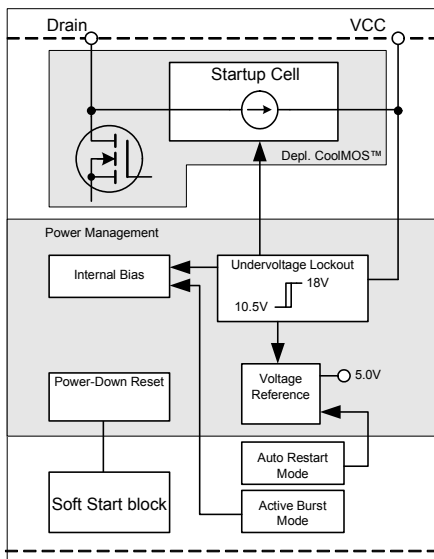 Drain
VCC
Startup Cell
Depl. CoolMOS™
Power Management
Internal Bias
Undervoltage Lockout
18V
10.5V
Power-Down Reset
Voltage
Reference
5.0V
Auto Restart
Mode
Soft Start block
Active Burst
Mode